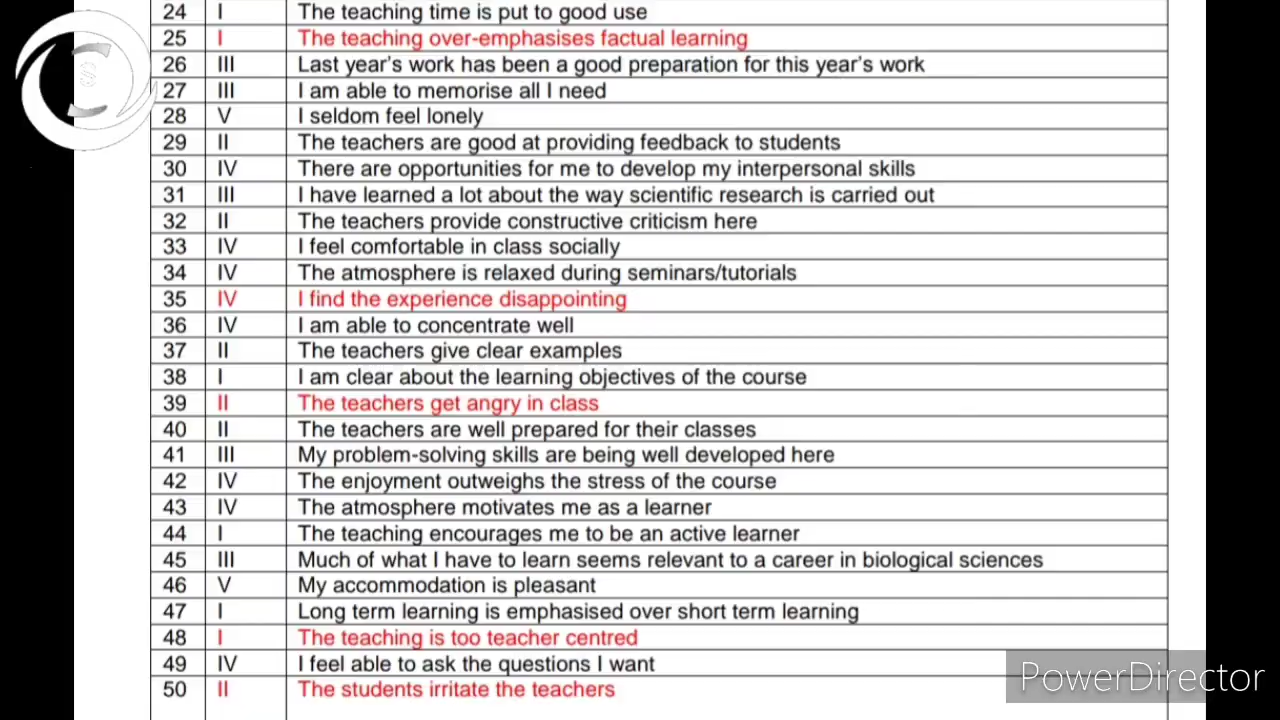 24 I The teaching time is put to good use
25 I The teaching over-emphasises factual learning
26 III Last year's work has been a good preparation for this year's work
27 III I am able to memorise all I need
28 V I seldom feel lonely
29 II The teachers are good at providing feedback to students
30 IV There are opportunities for me to develop my interpersonal skills
31 III I have learned a lot about the way scientific research is carried out
32 II The teachers provide constructive criticism here
33 IV I feel comfortable in class socially
34 IV The atmosphere is relaxed during seminars/tutorials
35 IV I find the experience disappointing
36 IV I am able to concentrate well
37 II The teachers give clear examples
38 I I am clear about the learning objectives of the course
39 II The teachers get angry in class
40 II The teachers are well prepared for their classes
41 III My problem-solving skills are being well developed here
42 IV The enjoyment outweighs the stress of the course
43 IV The atmosphere motivates me as a learner
44 I The teaching encourages me to be an active learner
45 III Much of what I have to learn seems relevant to a career in biological sciences
46 V My accommodation is pleasant
47 I Long term learning is emphasised over short term learning
48 I The teaching is too teacher centred
49 IV I feel able to ask the questions I want
50 II The students irritate the teachers
PowerDirector